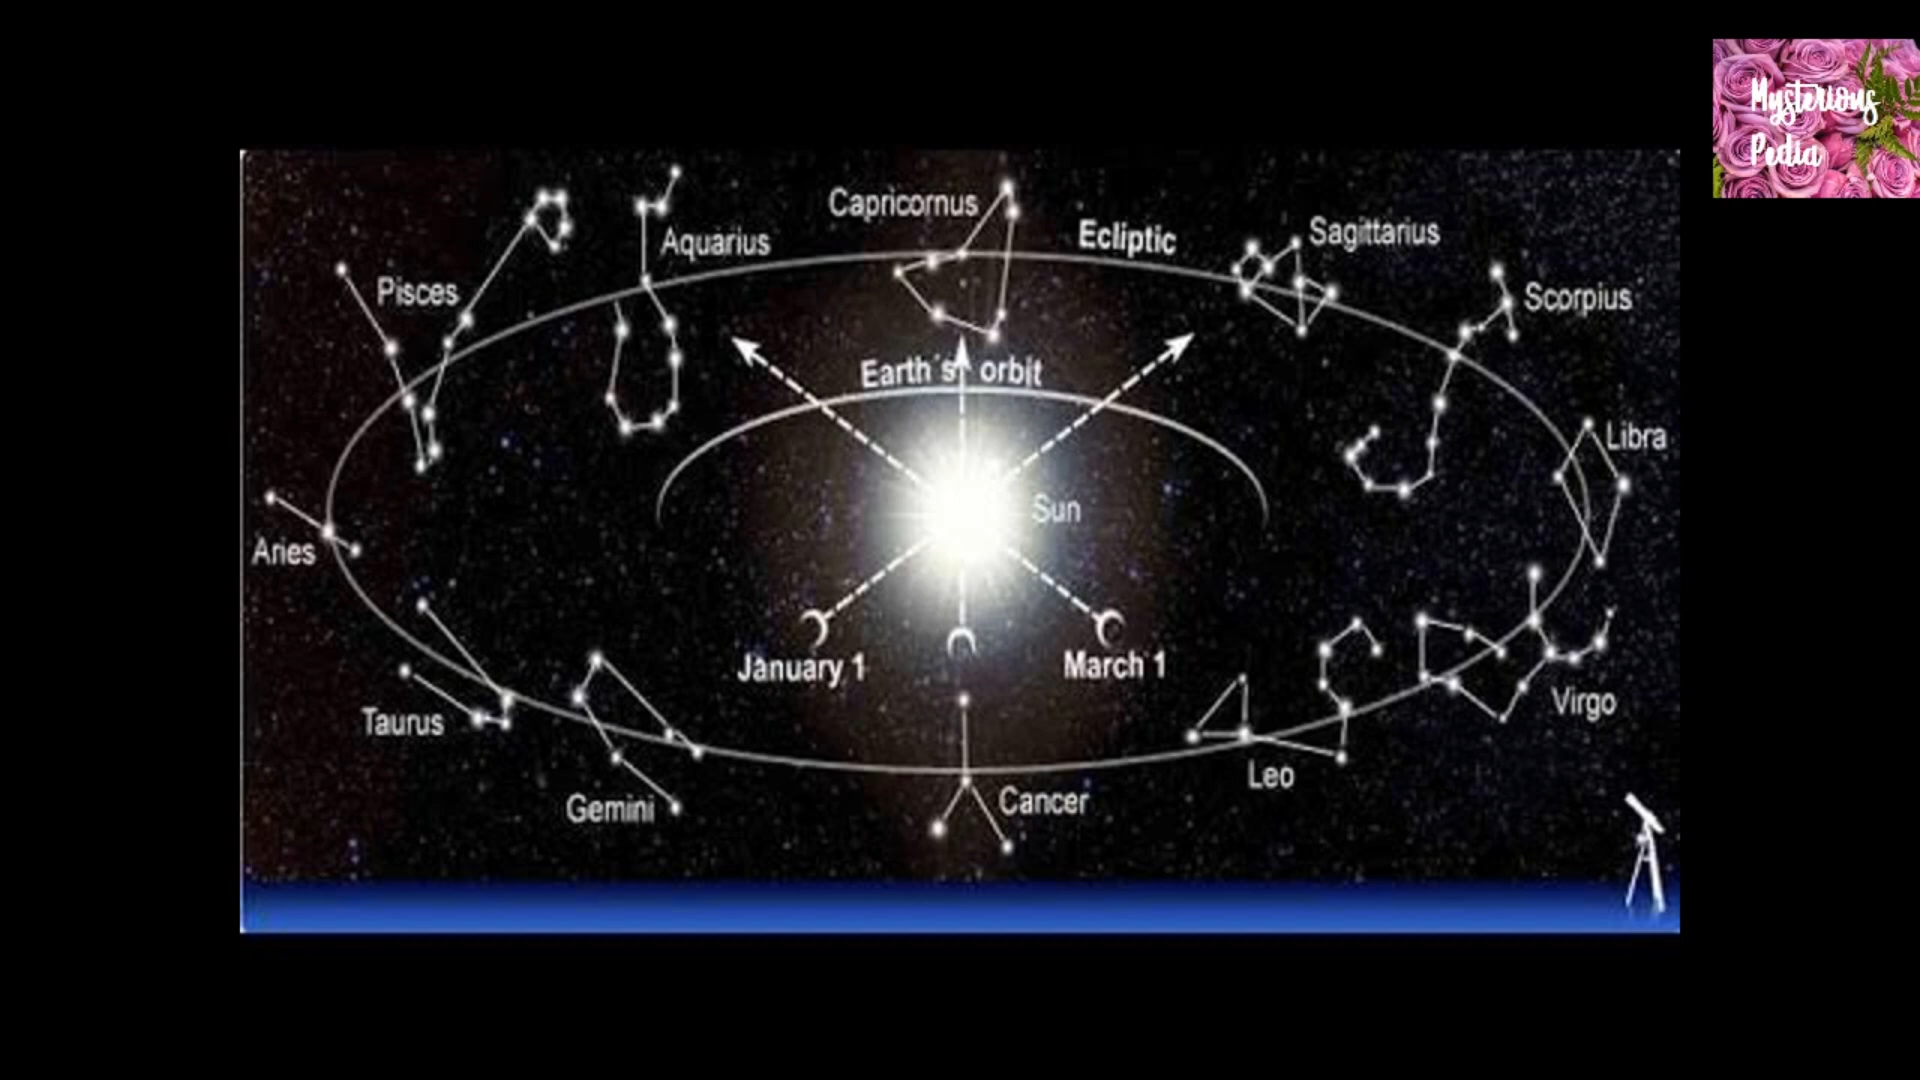 Mysterious
Pedia
Capricornus
Ecliptic
Sagittarius
Aquarius
Pisces
Scorpius
Earth's orbit
Libra
Sun
Aries
January 1
March 1
Taurus
Virgo
Leo
Gemini
Cancer